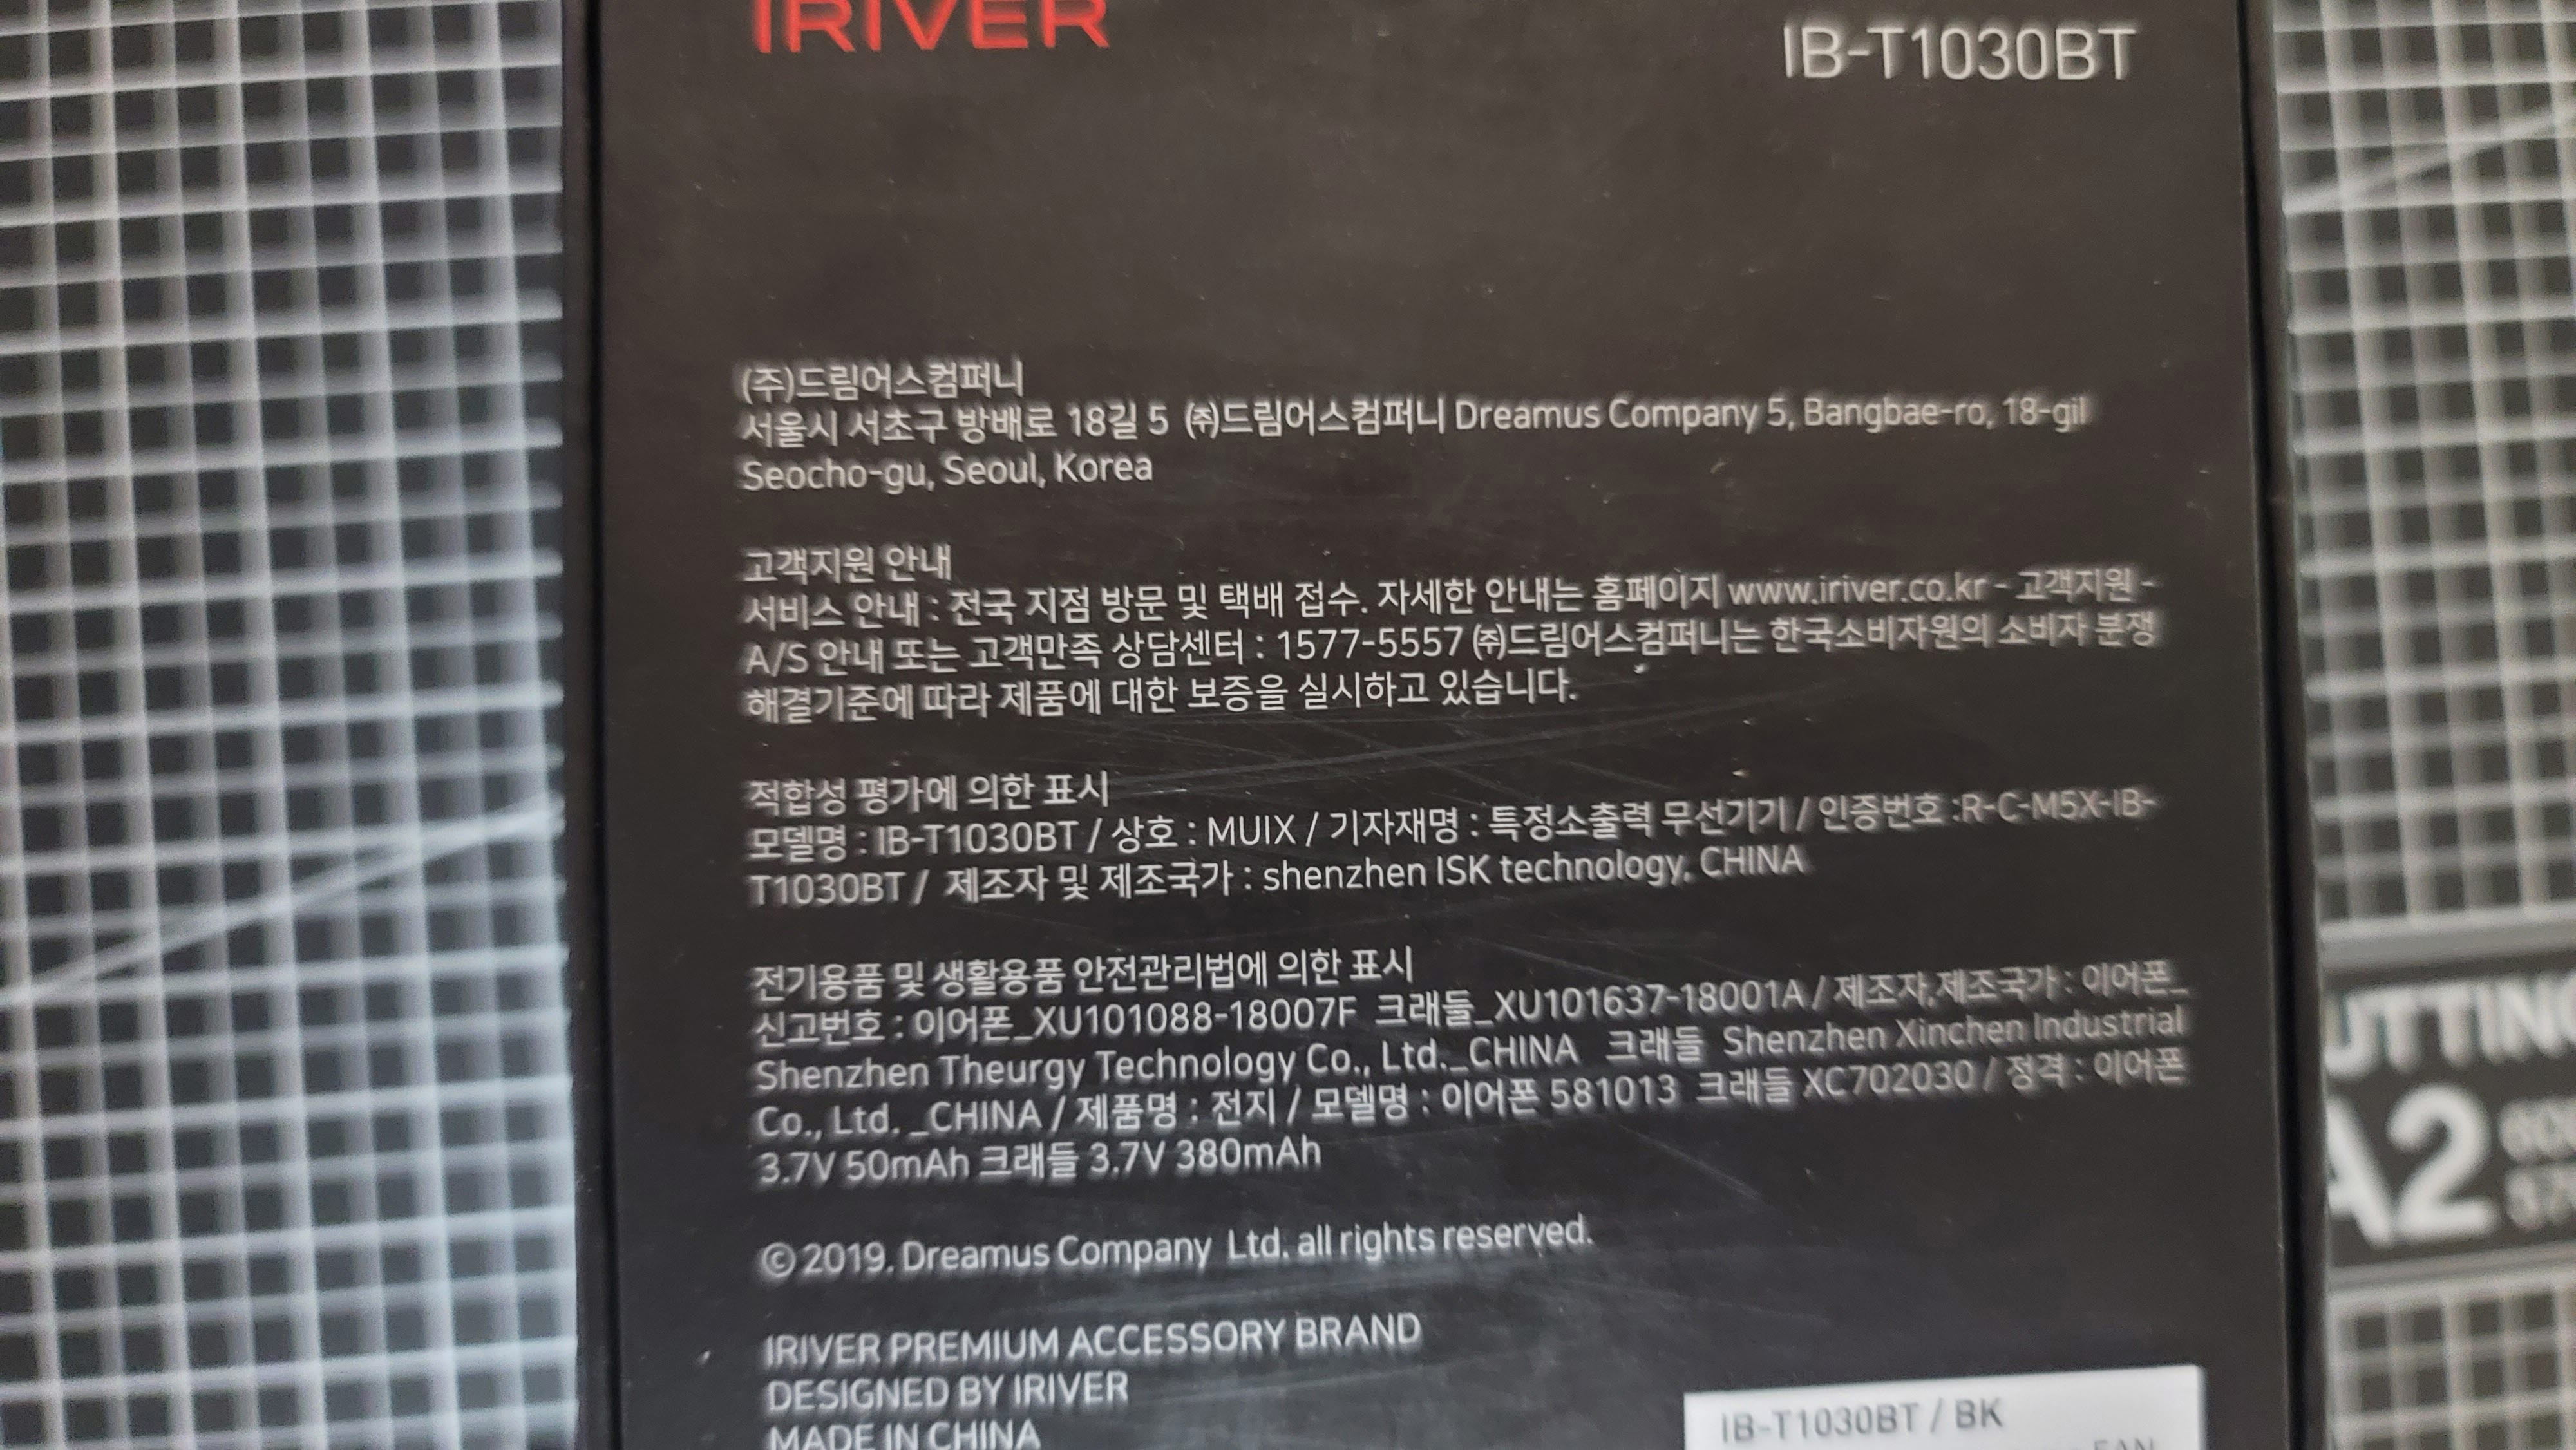 IRIVER
IB-T1030BT
(주)드림어스컴퍼니
서울시 서초구 방배로 18길 5 ㈜드림어스컴퍼니 Dreamus Company 5, Bangbae-ro, 18-gil
Seocho-gu, Seoul, Korea
고객지원 안내
서비스 안내 : 전국 지점 방문 및 택배 접수. 자세한 안내는 홈페이지 www.iriver.co.kr - 고객지원 -
A/S 안내 또는 고객만족 상담센터 : 1577-5557 ㈜드림어스컴퍼니는 한국소비자원의 소비자 분쟁
해결기준에 따라 제품에 대한 보증을 실시하고 있습니다.
적합성 평가에 의한 표시
모델명 : IB-T1030BT / 상호 : MUIX / 기자재명 : 특정소출력 무선기기 / 인증번호 :R-C-M5X-IB-
T1030BT / 제조자 및 제조국가 : shenzhen ISK technology, CHINA
전기용품 및 생활용품 안전관리법에 의한 표시
신고번호 : 이어폰_XU101088-18007F 크래들_XU101637-18001A / 제조자,제조국가 : 이어폰_
Shenzhen Theurgy Technology Co., Ltd._CHINA 크래들 Shenzhen Xinchen Industrial
Co., Ltd. _CHINA / 제품명 : 전지 / 모델명 : 이어폰 581013 크래들 XC702030 / 정격 : 이어폰
3.7V 50mAh 크래들 3.7V 380mAh
© 2019. Dreamus Company Ltd. all rights reserved.
IRIVER PREMIUM ACCESSORY BRAND
DESIGNED BY IRIVER
MADE IN CHINA
IB-T1030BT / BK
EAN
UTTING
A2